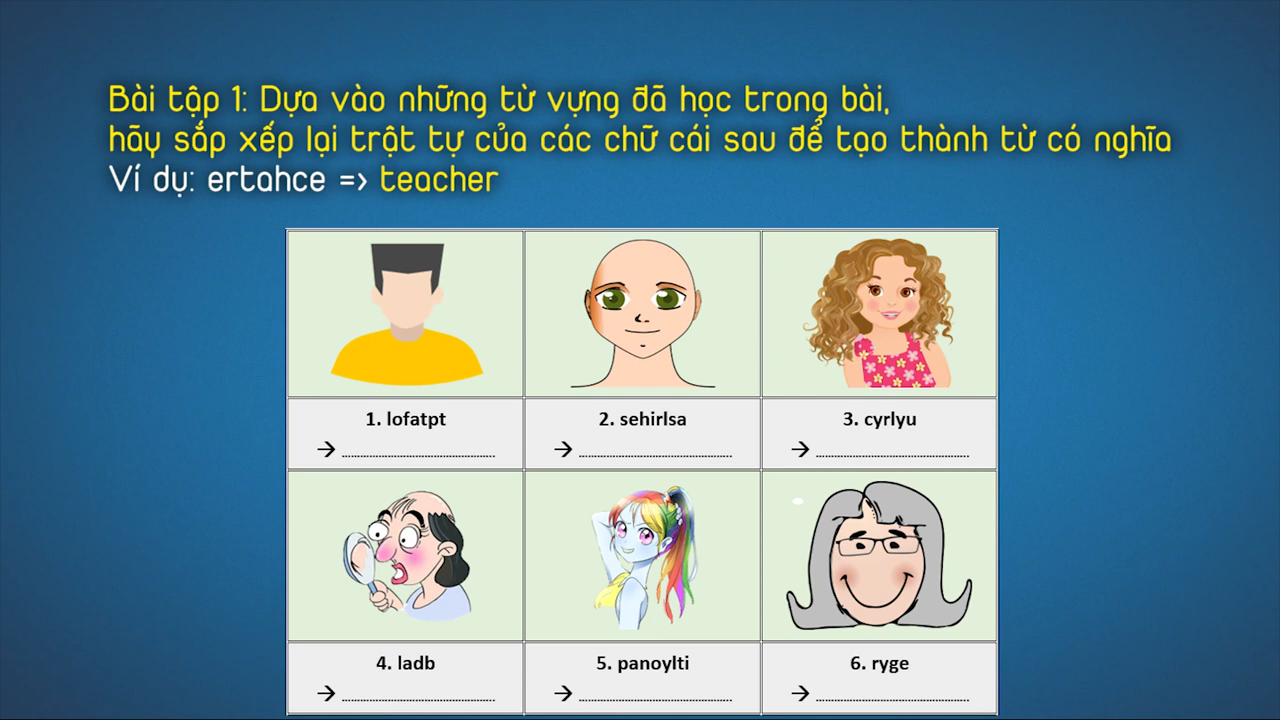 Bài tập 1: Dựa vào những từ vựng đã học trong bài,
hãy sắp xếp lại trật tự của các chữ cái sau để tạo thành từ có nghĩa
Ví dụ: ertahce => teacher
1. lofatpt
→ ........................................
2. sehirlsa
→ ........................................
3. cyrlyu
→ ........................................
4. ladb
→ ........................................
5. panoylti
→ ........................................
6. ryge
→ ........................................